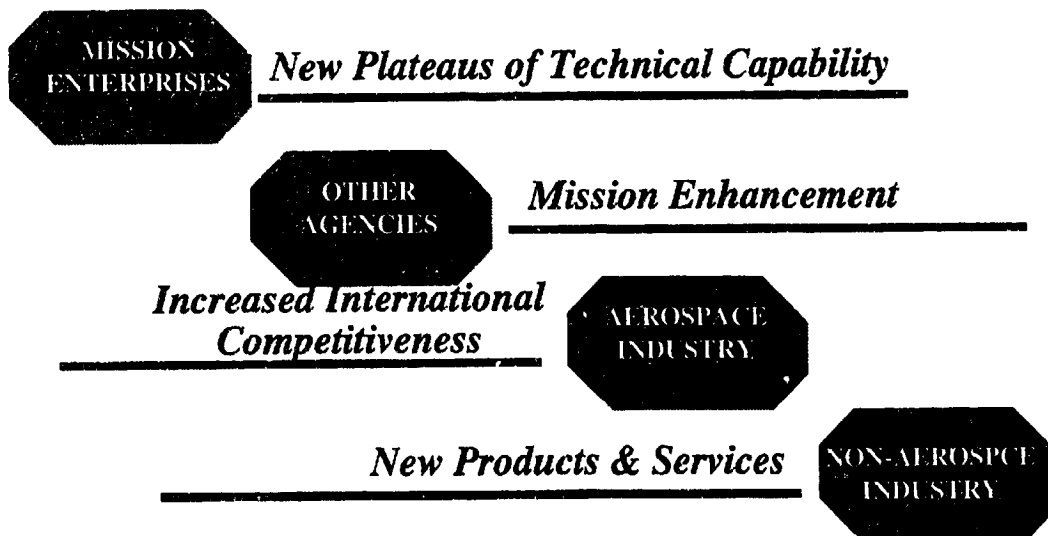 MISSION
ENTERPRISES
New Plateaus of Technical Capability
OTHER
AGENCIES
Mission Enhancement
Increased International
Competitiveness
AEROSPACE
INDUSTRY
New Products & Services
NON-AEROSPCE
INDUSTRY